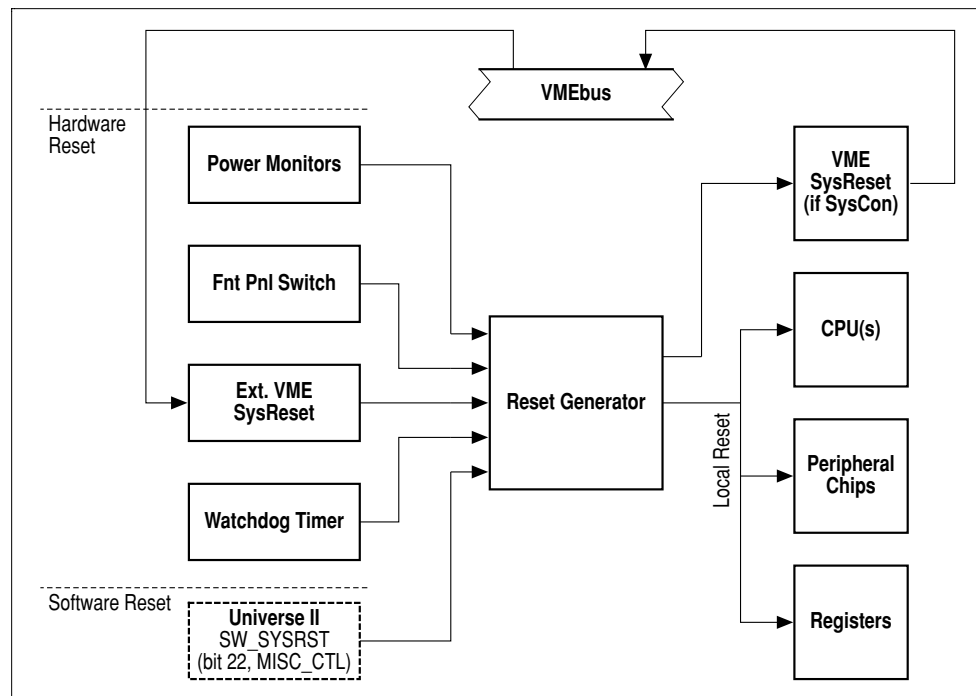 VMEbus
Hardware
Reset
Power Monitors
VME
SysReset
(if SysCon)
Fnt Pnl Switch
CPU(s)
Ext. VME
SysReset
Reset Generator
Local Reset
Peripheral
Chips
Watchdog Timer
Software Reset
Universe II
SW_SYSRST
(bit 22, MISC_CTL)
Registers